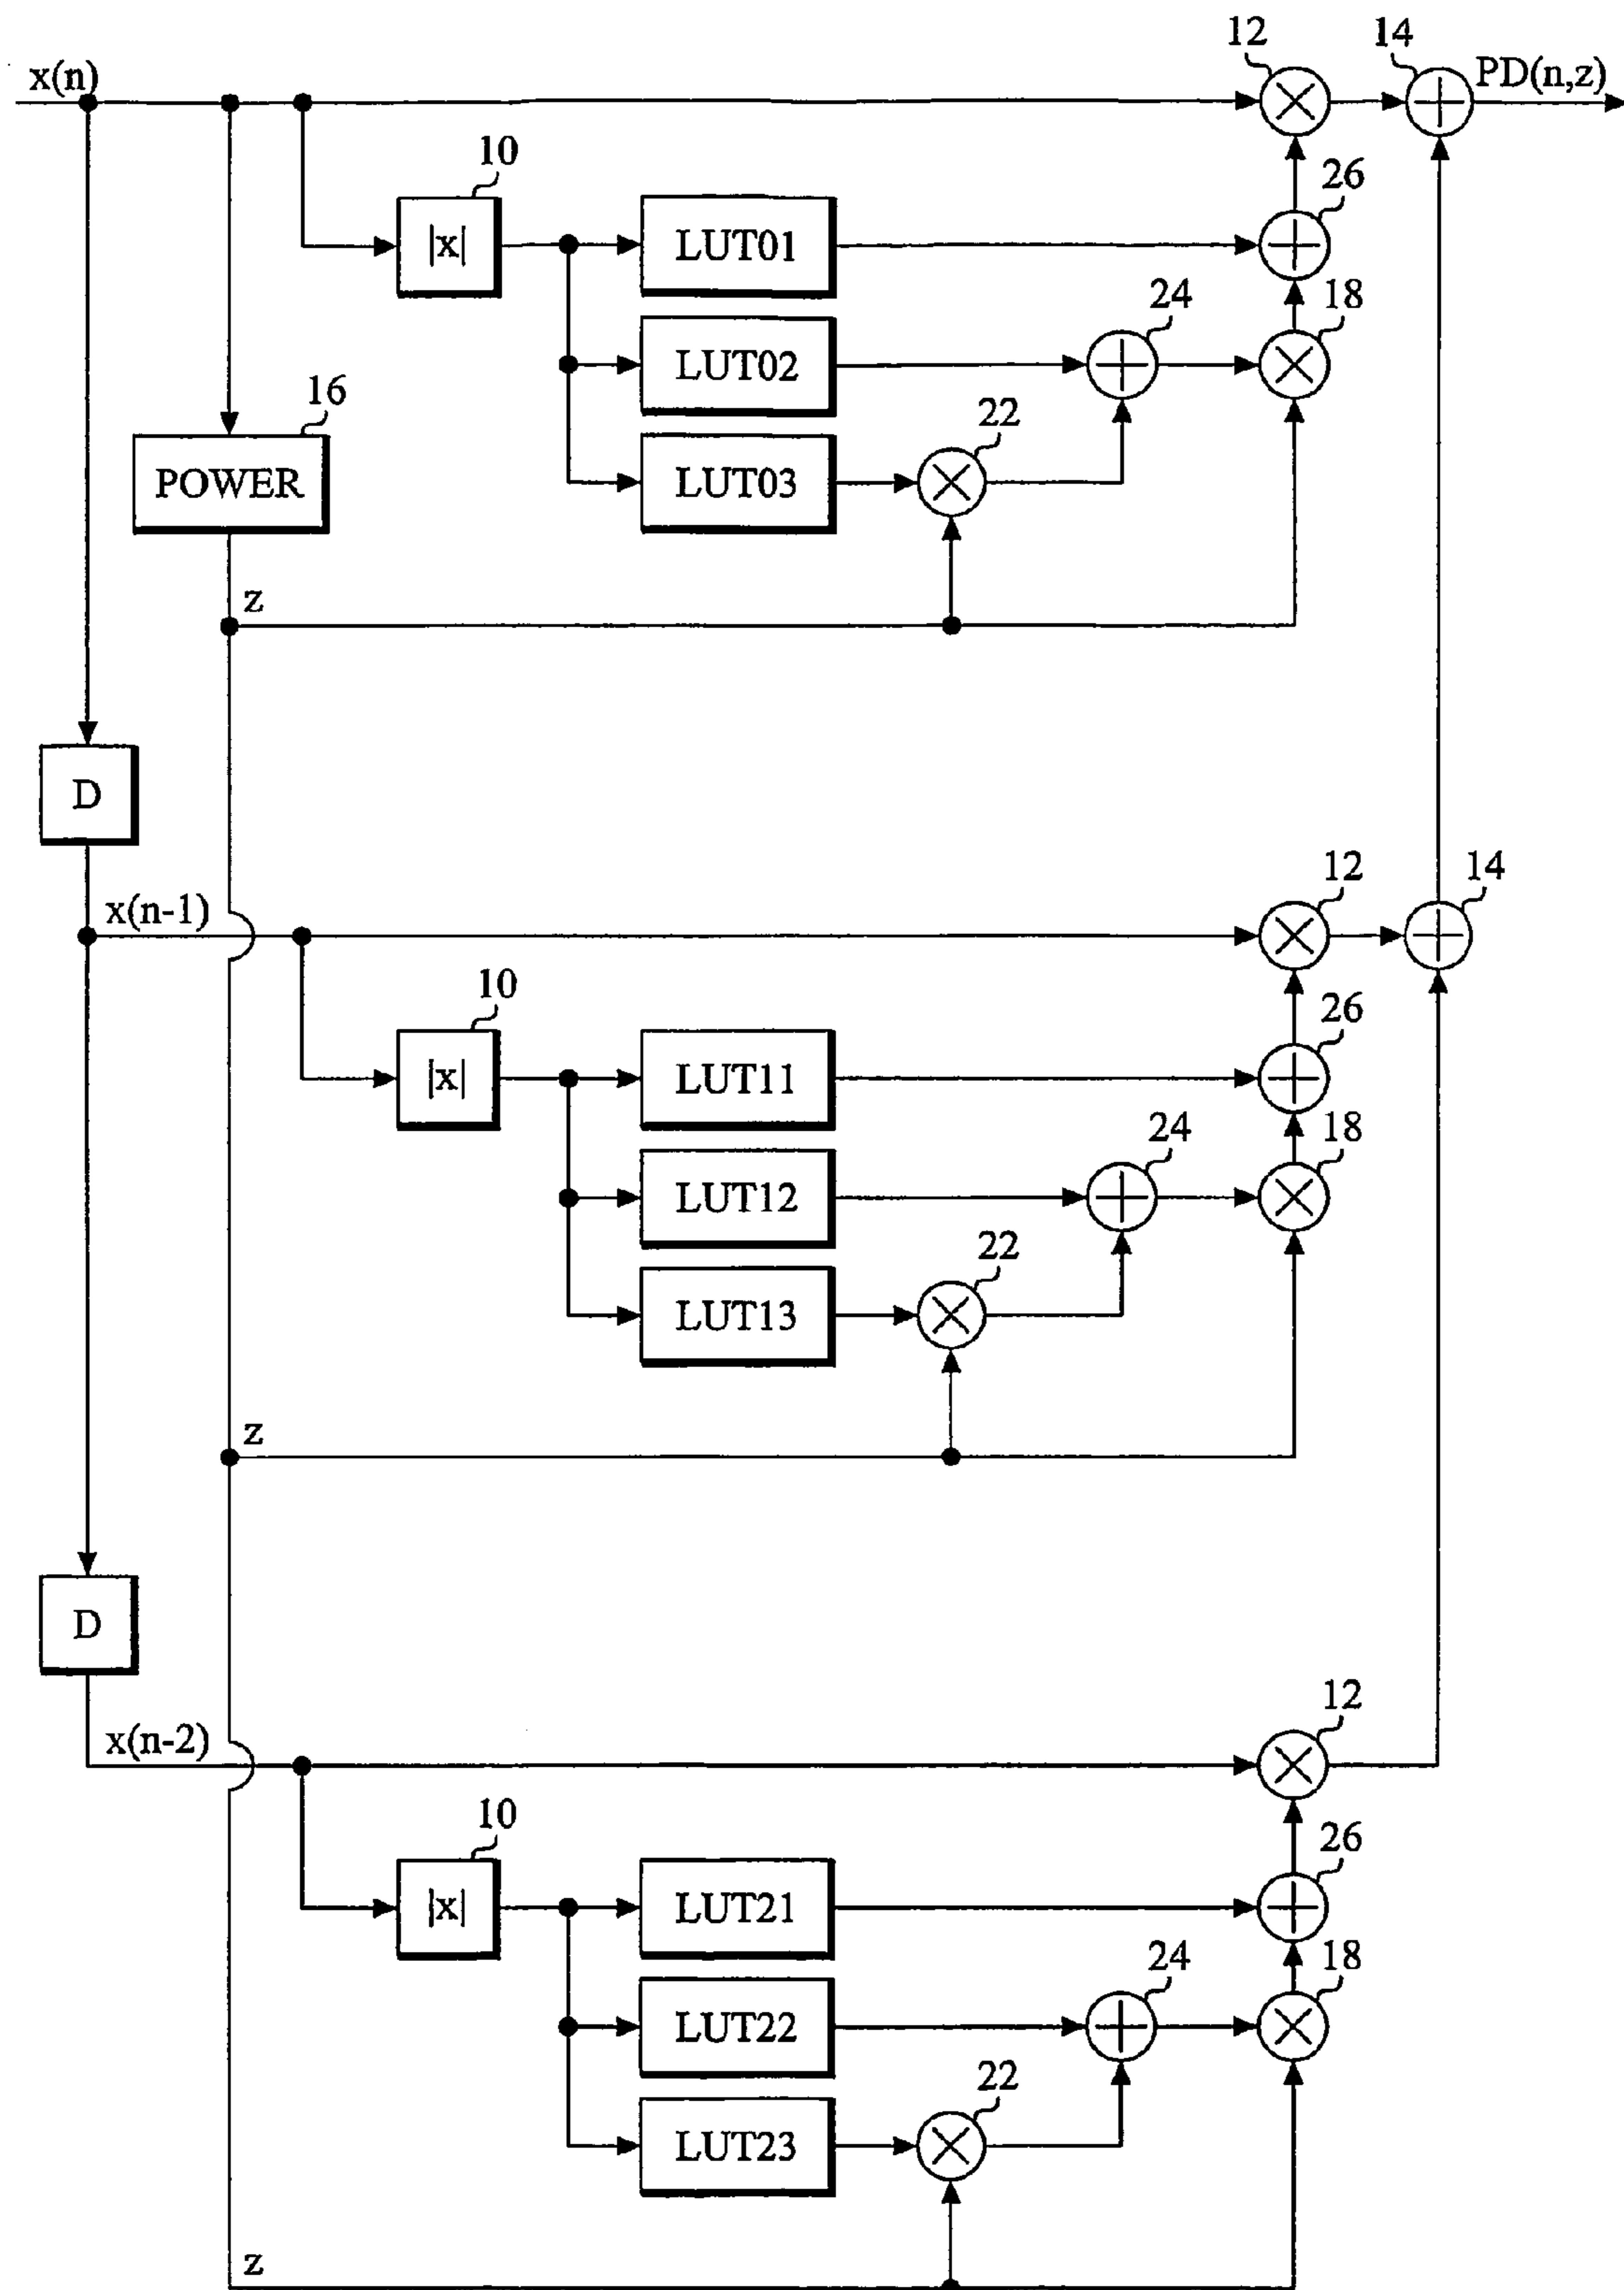 12 14
x(n) PD(n,z)
10 26
|x| LUT01
24 18
LUT02
16 22
POWER LUT03
z
D
12 14
x(n-1)
10 26
|x| LUT11
24 18
LUT12
22
LUT13
z
D
12
x(n-2)
10 26
|x| LUT21
24 18
LUT22
22
LUT23
z